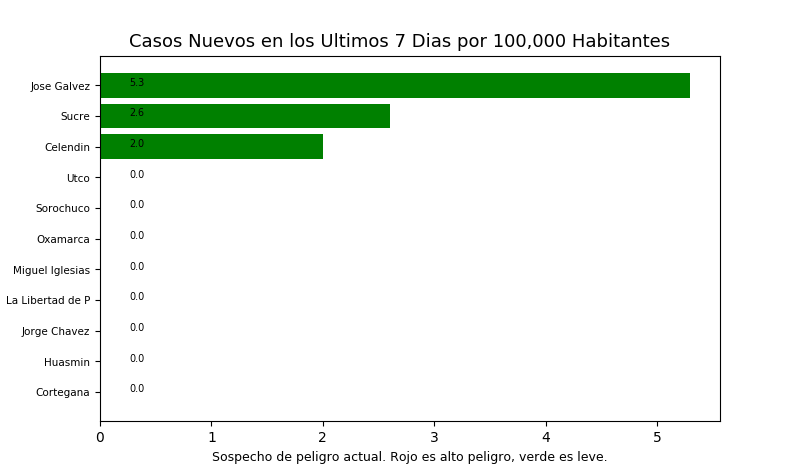 Casos Nuevos en los Ultimos 7 Dias por 100,000 Habitantes
Jose Galvez 5.3
Sucre 2.6
Celendin 2.0
Utco 0.0
Sorochuco 0.0
Oxamarca 0.0
Miguel Iglesias 0.0
La Libertad de P 0.0
Jorge Chavez 0.0
Huasmin 0.0
Cortegana 0.0
0 1 2 3 4 5
Sospecho de peligro actual. Rojo es alto peligro, verde es leve.